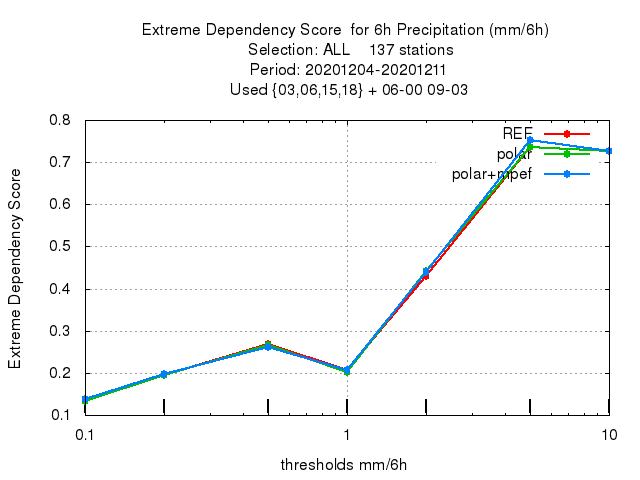 Extreme Dependency Score  for 6h Precipitation (mm/6h)
Selection: ALL    137 stations
Period: 20201204-20201211
Used {03,06,15,18} + 06-00 09-03
REF
polar
polar+mpef
Extreme Dependency Score
0.8
0.7
0.6
0.5
0.4
0.3
0.2
0.1
0.1 1 10
thresholds mm/6h